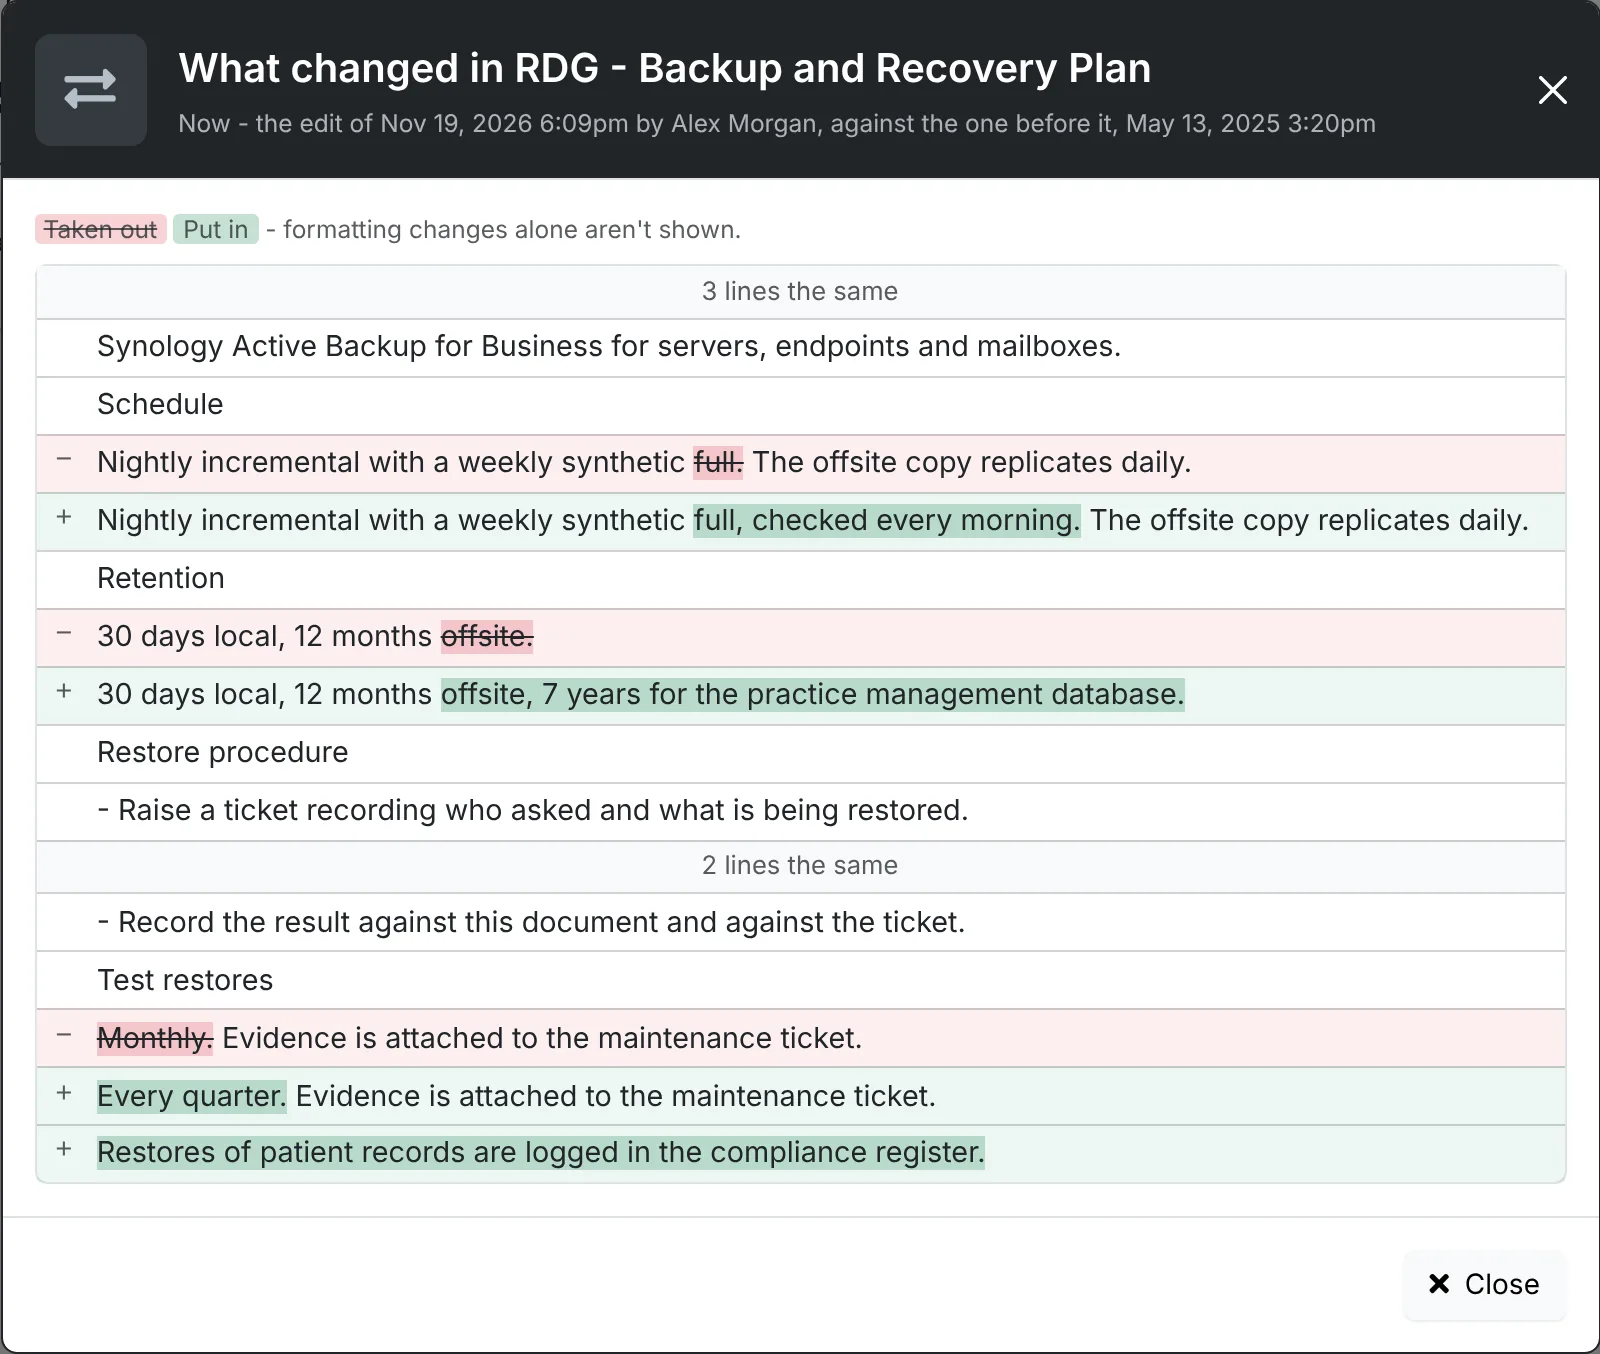 What changed in RDG - Backup and Recovery Plan
Now - the edit of Nov 19, 2026 6:09pm by Alex Morgan, against the one before it, May 13, 2025 3:20pm
Taken out Put in - formatting changes alone aren't shown.
3 lines the same
Synology Active Backup for Business for servers, endpoints and mailboxes.
Schedule
− Nightly incremental with a weekly synthetic full. The offsite copy replicates daily.
+ Nightly incremental with a weekly synthetic full, checked every morning. The offsite copy replicates daily.
Retention
− 30 days local, 12 months offsite.
+ 30 days local, 12 months offsite, 7 years for the practice management database.
Restore procedure
- Raise a ticket recording who asked and what is being restored.
2 lines the same
- Record the result against this document and against the ticket.
Test restores
− Monthly. Evidence is attached to the maintenance ticket.
+ Every quarter. Evidence is attached to the maintenance ticket.
+ Restores of patient records are logged in the compliance register.
Close